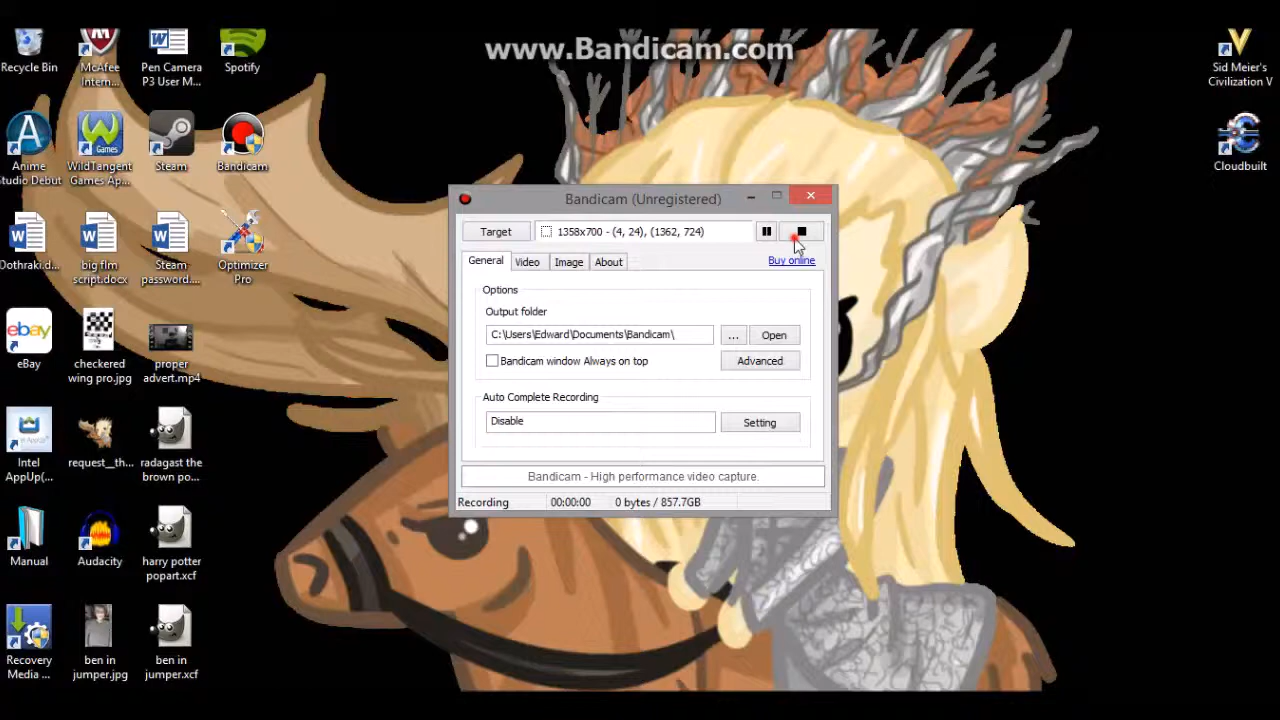 www.Bandicam.com
Recycle Bin
McAfee
Intern...
Pen Camera
P3 User M...
Spotify
Sid Meier's
Civilization V
Anime
Studio Debut
WildTangent
Games Ap...
Steam
Bandicam
Cloudbuilt
Bandicam (Unregistered)
Target
1358x700 - (4, 24), (1362, 724)
General
Video
Image
About
Buy online
Options
Output folder
C:\Users\Edward\Documents\Bandicam\
...
Open
Bandicam window Always on top
Advanced
Auto Complete Recording
Disable
Setting
Bandicam - High performance video capture.
Recording
00:00:00
0 bytes / 857.7GB
Dothraki.d...
big flm
script.docx
Steam
password....
Optimizer
Pro
ebay
eBay
checkered
wing pro.jpg
proper
advert.mp4
Intel
AppUp(...
request__th...
radagast the
brown po...
Manual
Audacity
harry potter
popart.xcf
Recovery
Media ...
ben in
jumper.jpg
ben in
jumper.xcf